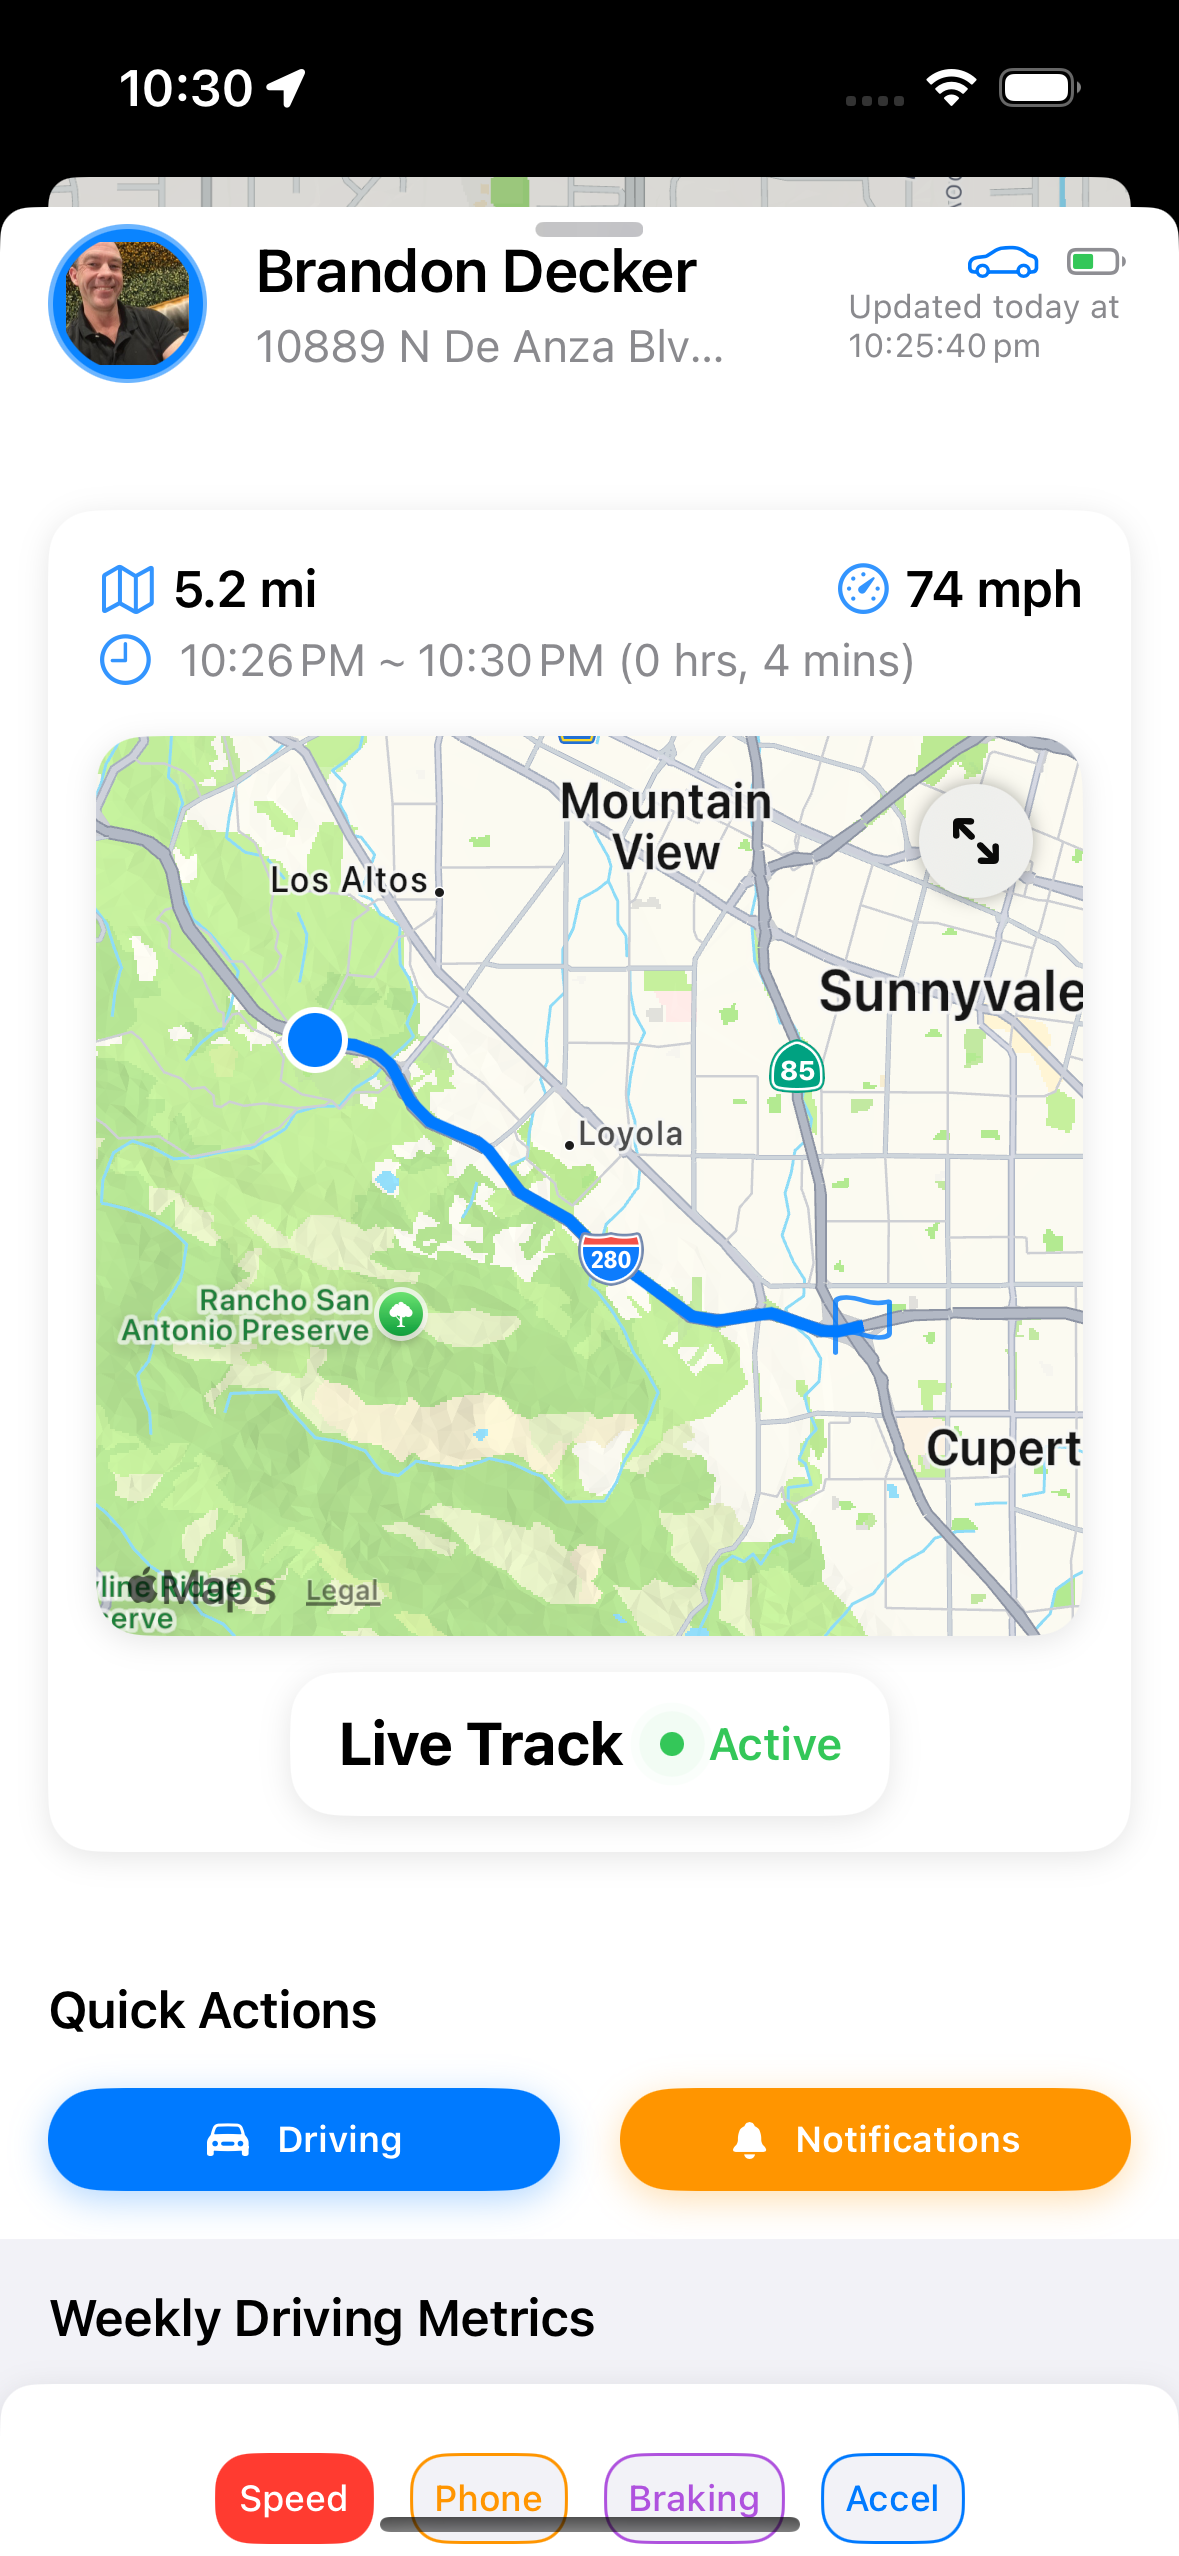 10:30
Brandon Decker
10889 N De Anza Blv...
Updated today at
10:25:40 pm
5.2 mi
74 mph
10:26 PM ~ 10:30 PM (0 hrs, 4 mins)
Mountain
View
Los Altos
Sunnyvale
85
Loyola
280
Rancho San
Antonio Preserve
Cupert
Maps
Legal
yline Ridge
serve
Live Track
Active
Quick Actions
Driving
Notifications
Weekly Driving Metrics
Speed
Phone
Braking
Accel